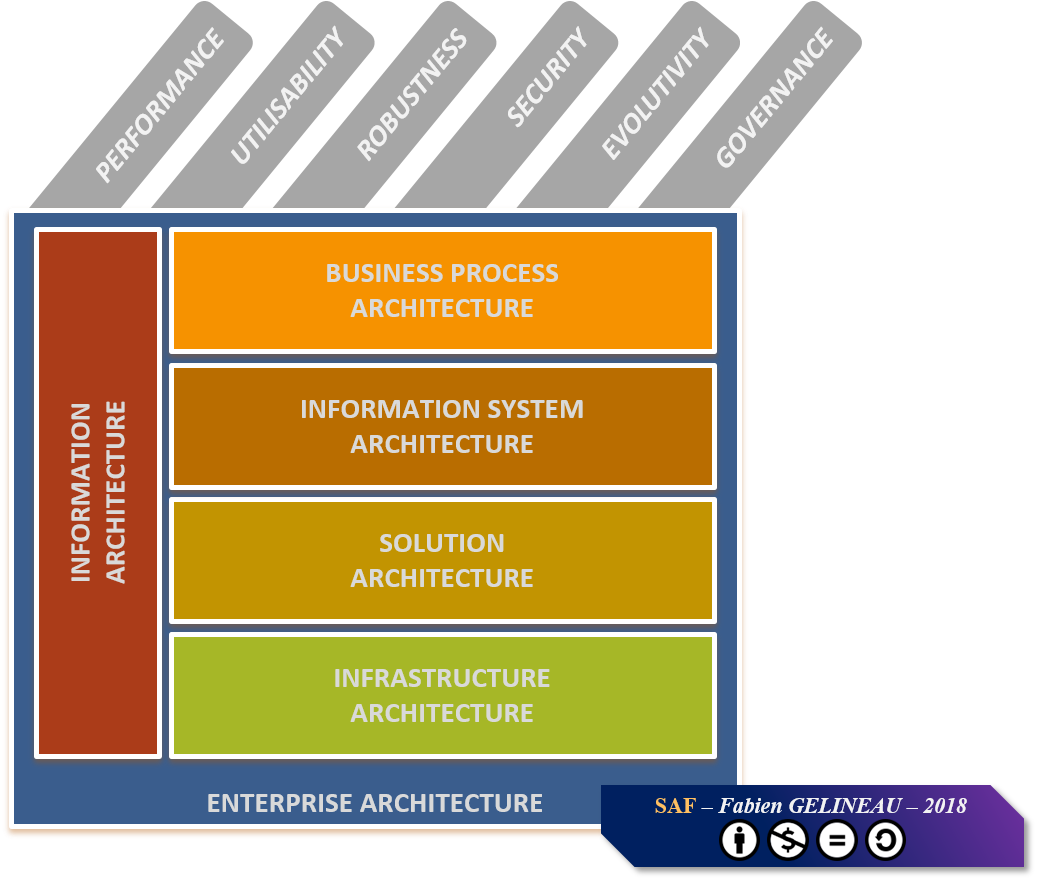 PERFORMANCE
UTILISABILITY
ROBUSTNESS
SECURITY
EVOLUTIVITY
GOVERNANCE
INFORMATION
ARCHITECTURE
BUSINESS PROCESS
ARCHITECTURE
INFORMATION SYSTEM
ARCHITECTURE
SOLUTION
ARCHITECTURE
INFRASTRUCTURE
ARCHITECTURE
ENTERPRISE ARCHITECTURE
SAF – Fabien GELINEAU – 2018